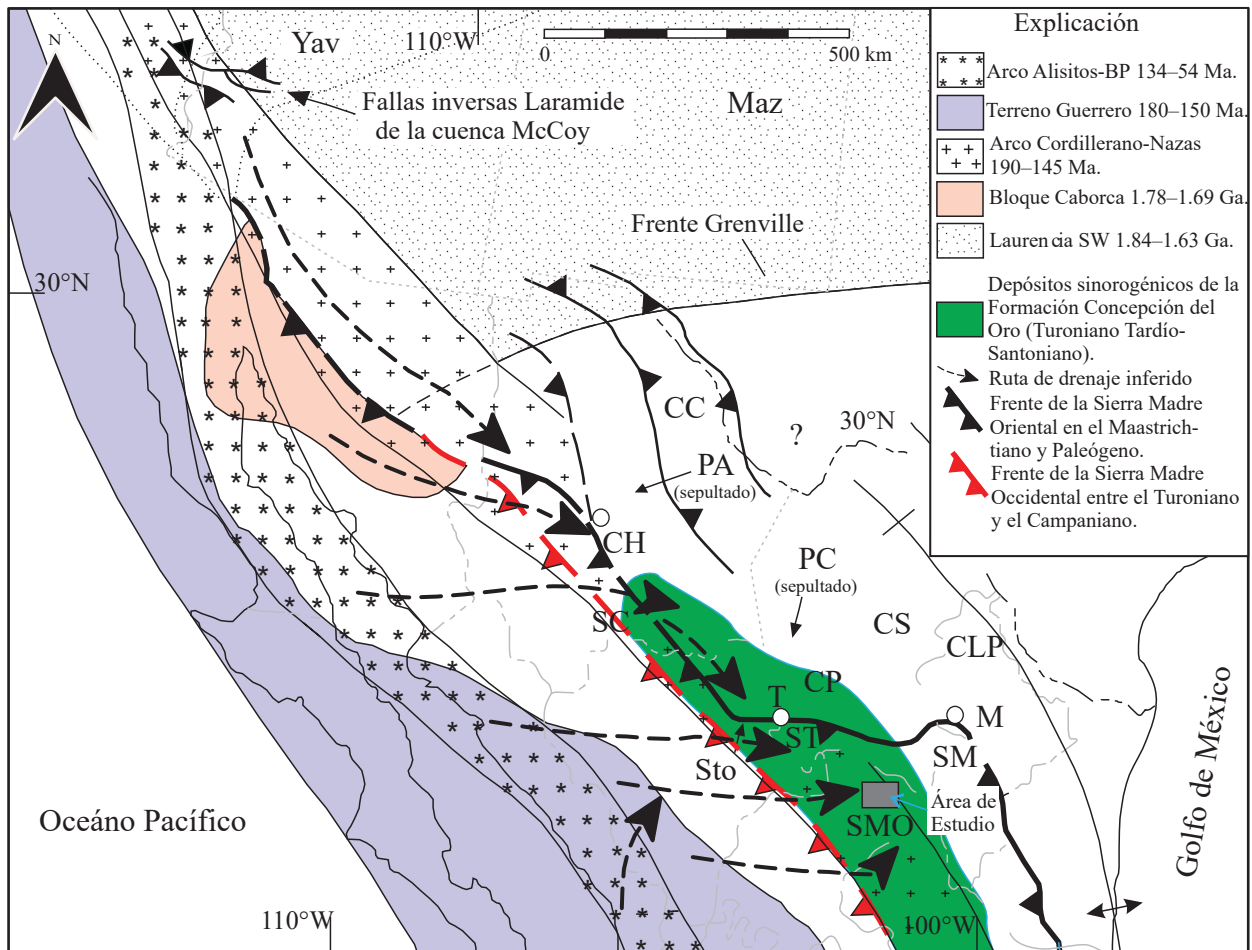 N
Yav
110°W
0
500 km
Maz
Fallas inversas Laramide
de la cuenca McCoy
Frente Grenville
30°N
CC
?
30°N
PA
(sepultado)
CH
PC
(sepultado)
SC
CS
CLP
CP
T
M
ST
SM
Sto
Área de
Estudio
SMO
Oceáno Pacífico
Golfo de México
110°W
100°W
Explicación
Arco Alisitos-BP 134–54 Ma.
Terreno Guerrero 180–150 Ma.
Arco Cordillerano-Nazas
190–145 Ma.
Bloque Caborca 1.78–1.69 Ga.
Laurencia SW 1.84–1.63 Ga.
Depósitos sinorogénicos de la
Formación Concepción del
Oro (Turoniano Tardío-
Santoniano).
Ruta de drenaje inferido
Frente de la Sierra Madre
Oriental en el Maastrich-
tiano y Paleógeno.
Frente de la Sierra Madre
Occidental entre el Turoniano
y el Campaniano.